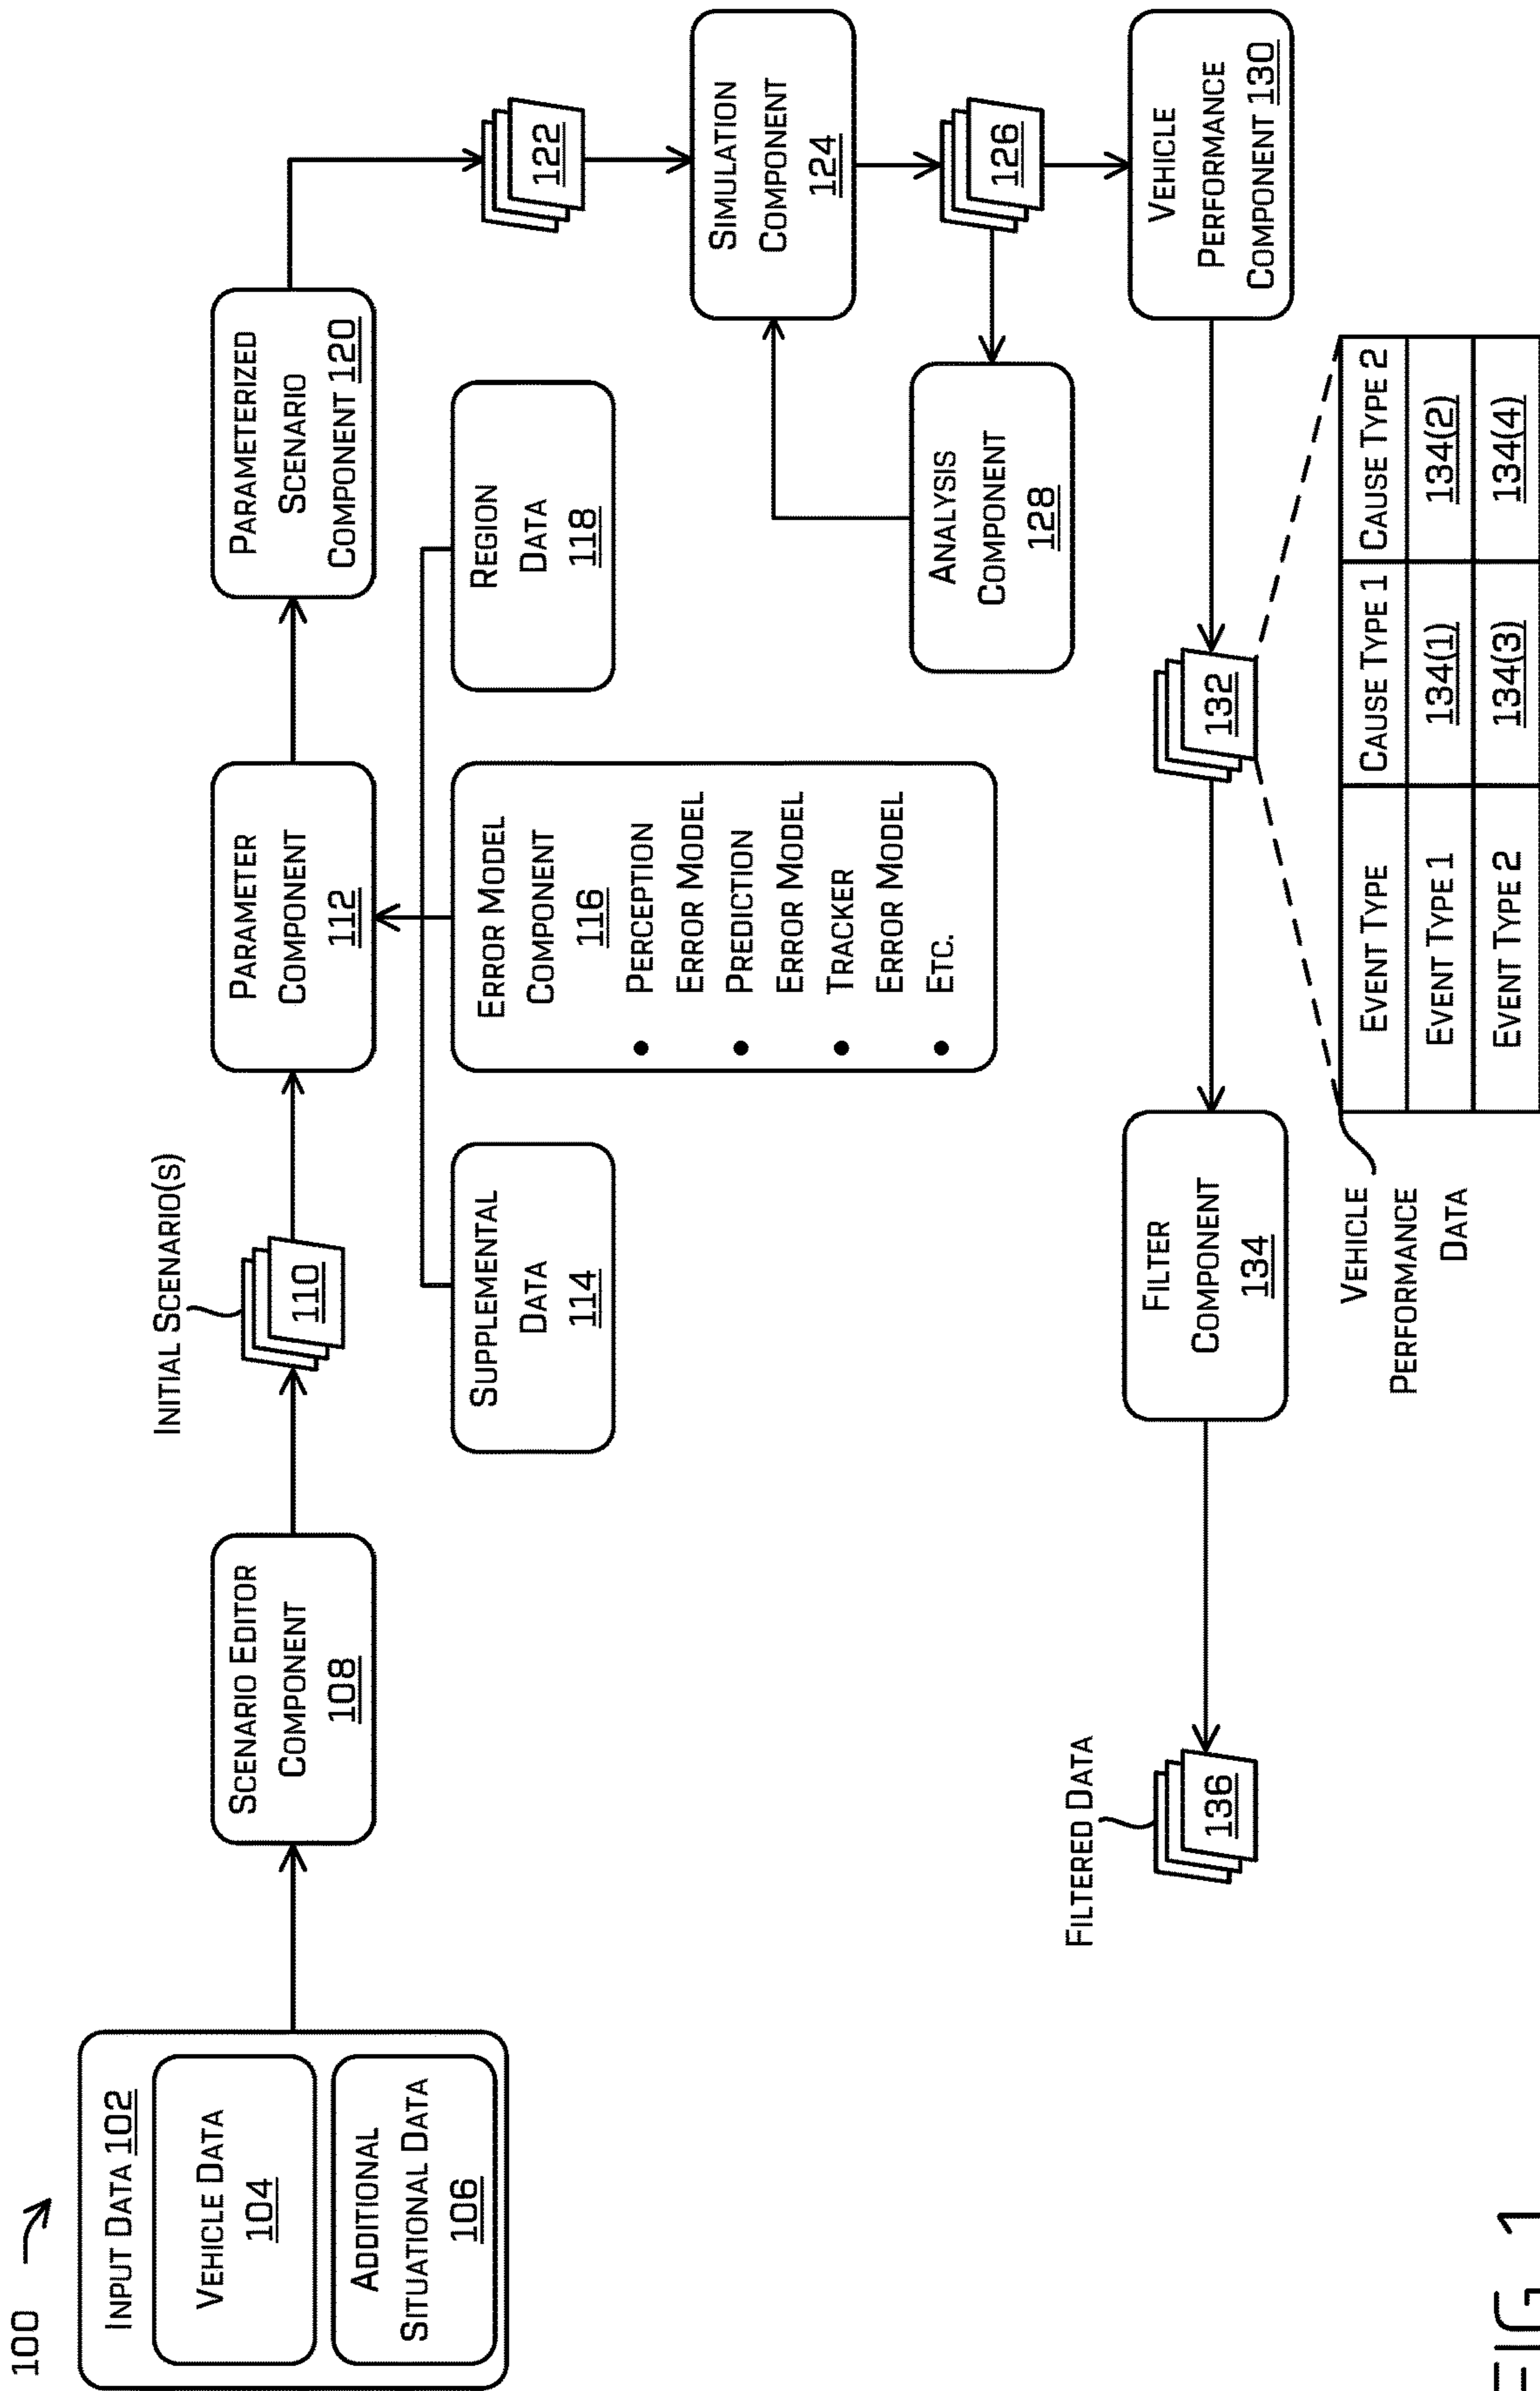 100
INPUT DATA 102
VEHICLE DATA
104
ADDITIONAL
SITUATIONAL DATA
106
SCENARIO EDITOR
COMPONENT
108
INITIAL SCENARIO(S)
110
PARAMETER
COMPONENT
112
SUPPLEMENTAL
DATA
114
ERROR MODEL
COMPONENT
116
• PERCEPTION
ERROR MODEL
• PREDICTION
ERROR MODEL
• TRACKER
ERROR MODEL
• ETC.
REGION
DATA
118
PARAMETERIZED
SCENARIO
COMPONENT 120
122
SIMULATION
COMPONENT
124
126
ANALYSIS
COMPONENT
128
VEHICLE
PERFORMANCE
COMPONENT 130
132
FILTER
COMPONENT
134
FILTERED DATA
136
VEHICLE
PERFORMANCE
DATA
EVENT TYPE CAUSE TYPE 1 CAUSE TYPE 2
EVENT TYPE 1 134(1) 134(2)
EVENT TYPE 2 134(3) 134(4)
FIG. 1